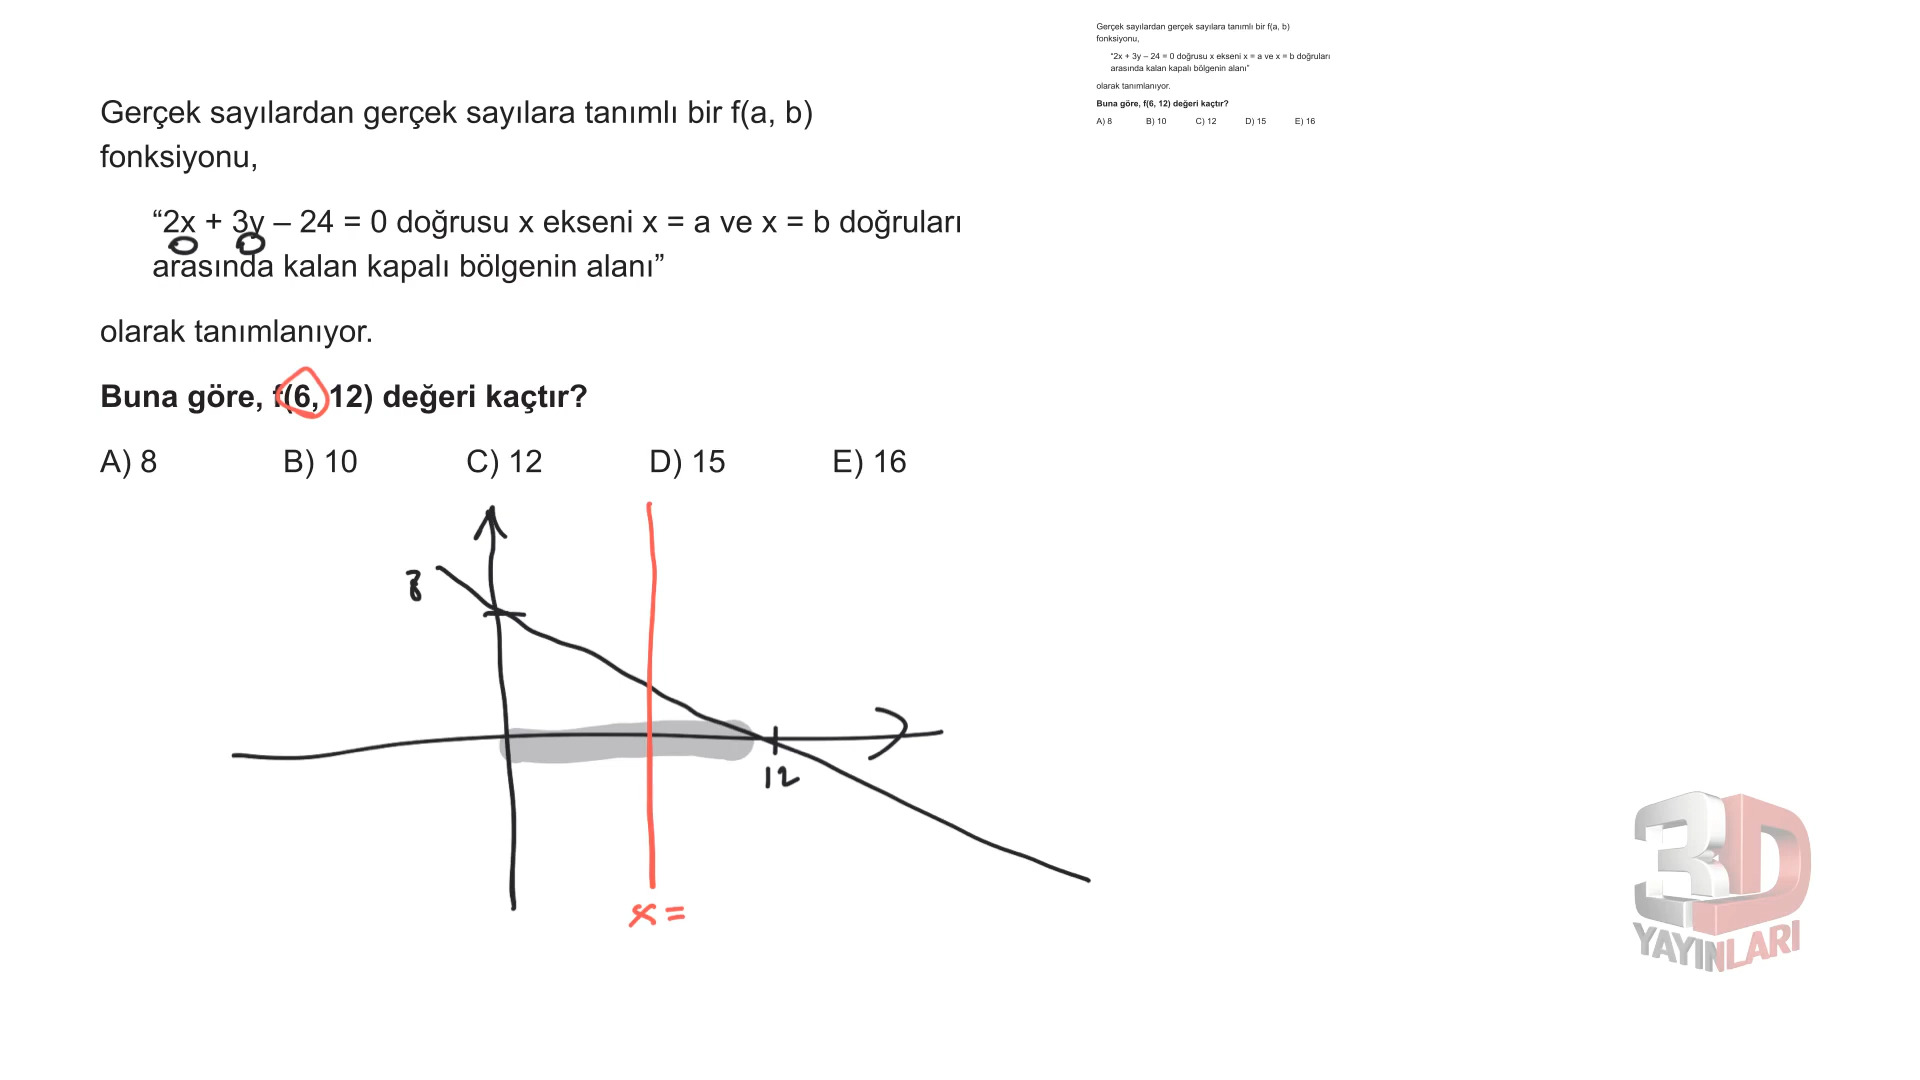 Gerçek sayılardan gerçek sayılara tanımlı bir f(a, b)
fonksiyonu,
“2x + 3y – 24 = 0 doğrusu x ekseni x = a ve x = b doğruları
arasında kalan kapalı bölgenin alanı”
olarak tanımlanıyor.
Buna göre, f(6, 12) değeri kaçtır?
A) 8 B) 10 C) 12 D) 15 E) 16
8
12
x =
Gerçek sayılardan gerçek sayılara tanımlı bir f(a, b)
fonksiyonu,
“2x + 3y – 24 = 0 doğrusu x ekseni x = a ve x = b doğruları
arasında kalan kapalı bölgenin alanı”
olarak tanımlanıyor.
Buna göre, f(6, 12) değeri kaçtır?
A) 8 B) 10 C) 12 D) 15 E) 16
3D
YAYINLARI